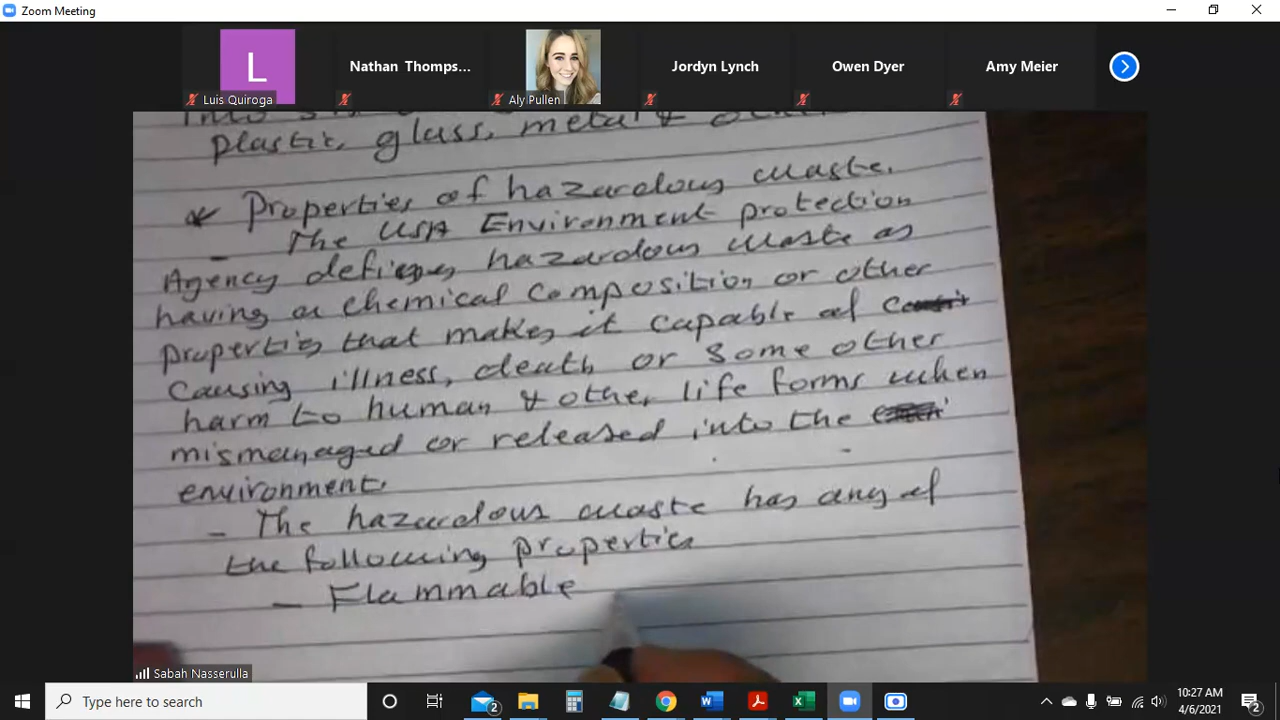 Zoom Meeting
L
Luis Quiroga
Nathan Thomps...
Aly Pullen
Jordyn Lynch
Owen Dyer
Amy Meier
into
plastic, glass, metal &
* Properties of hazardous waste.
- The USA Environment protection
Agency defines hazardous waste as
having a chemical composition or other
properties that makes it capable of
causing illness, death or some other
harm to human & other life forms when
mismanaged or released into the
environment.
- The hazardous waste has any of
the following properties
- Flammable
Sabah Nasserulla
Type here to search
2
10:27 AM
4/6/2021
2